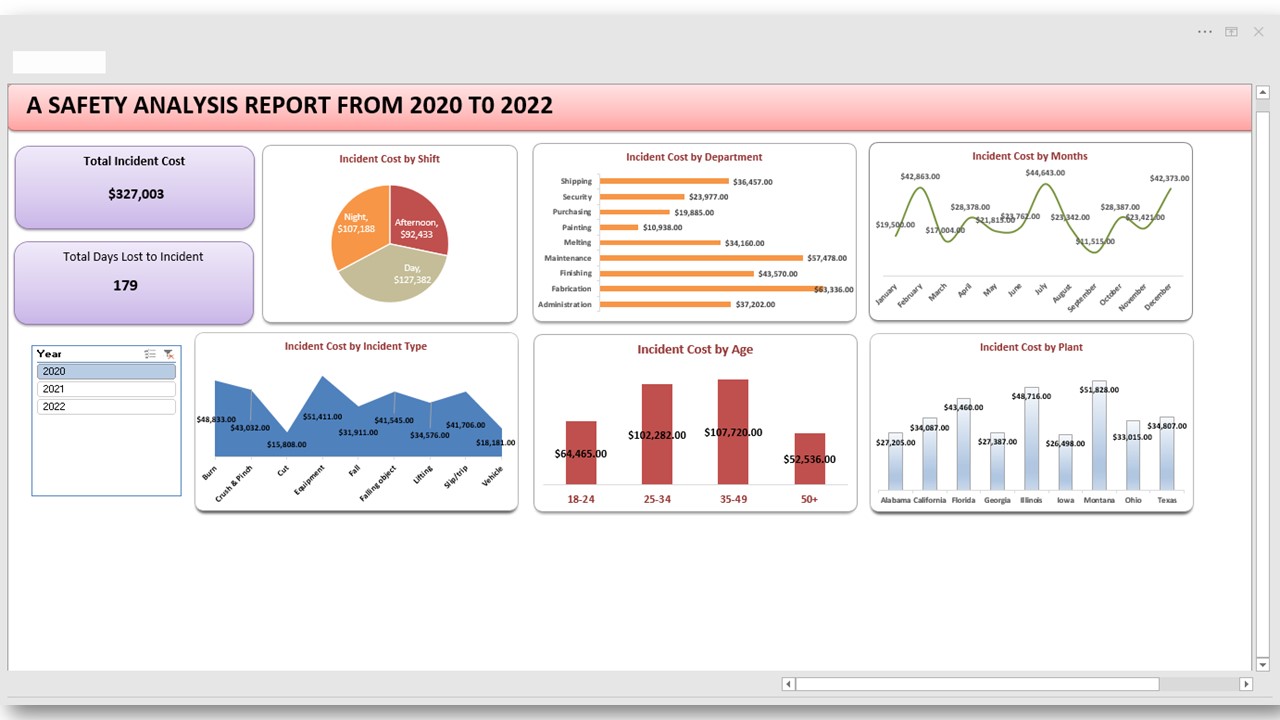 A SAFETY ANALYSIS REPORT FROM 2020 T0 2022
Total Incident Cost
$327,003
Total Days Lost to Incident
179
Incident Cost by Shift
Night,
$107,188
Afternoon,
$92,433
Day,
$127,382
Incident Cost by Department
Shipping $36,457.00
Security $23,977.00
Purchasing $19,885.00
Painting $10,938.00
Melting $34,160.00
Maintenance $57,478.00
Finishing $43,570.00
Fabrication $63,336.00
Administration $37,202.00
Incident Cost by Months
$19,500.00
$42,863.00
$17,004.00
$28,378.00
$21,815.00
$23,762.00
$44,643.00
$23,342.00
$11,515.00
$28,387.00
$23,421.00
$42,373.00
January
February
March
April
May
June
July
August
September
October
November
December
Year
2020
2021
2022
Incident Cost by Incident Type
$48,833.00
$43,032.00
$15,808.00
$51,411.00
$31,911.00
$41,545.00
$34,576.00
$41,706.00
$18,181.00
Burn
Crush & Pinch
Cut
Equipment
Fall
Falling object
Lifting
Slip/trip
Vehicle
Incident Cost by Age
$64,465.00
$102,282.00
$107,720.00
$52,536.00
18-24 25-34 35-49 50+
Incident Cost by Plant
$27,205.00
$34,087.00
$43,460.00
$27,387.00
$48,716.00
$26,498.00
$51,828.00
$33,015.00
$34,807.00
Alabama California Florida Georgia Illinois Iowa Montana Ohio Texas